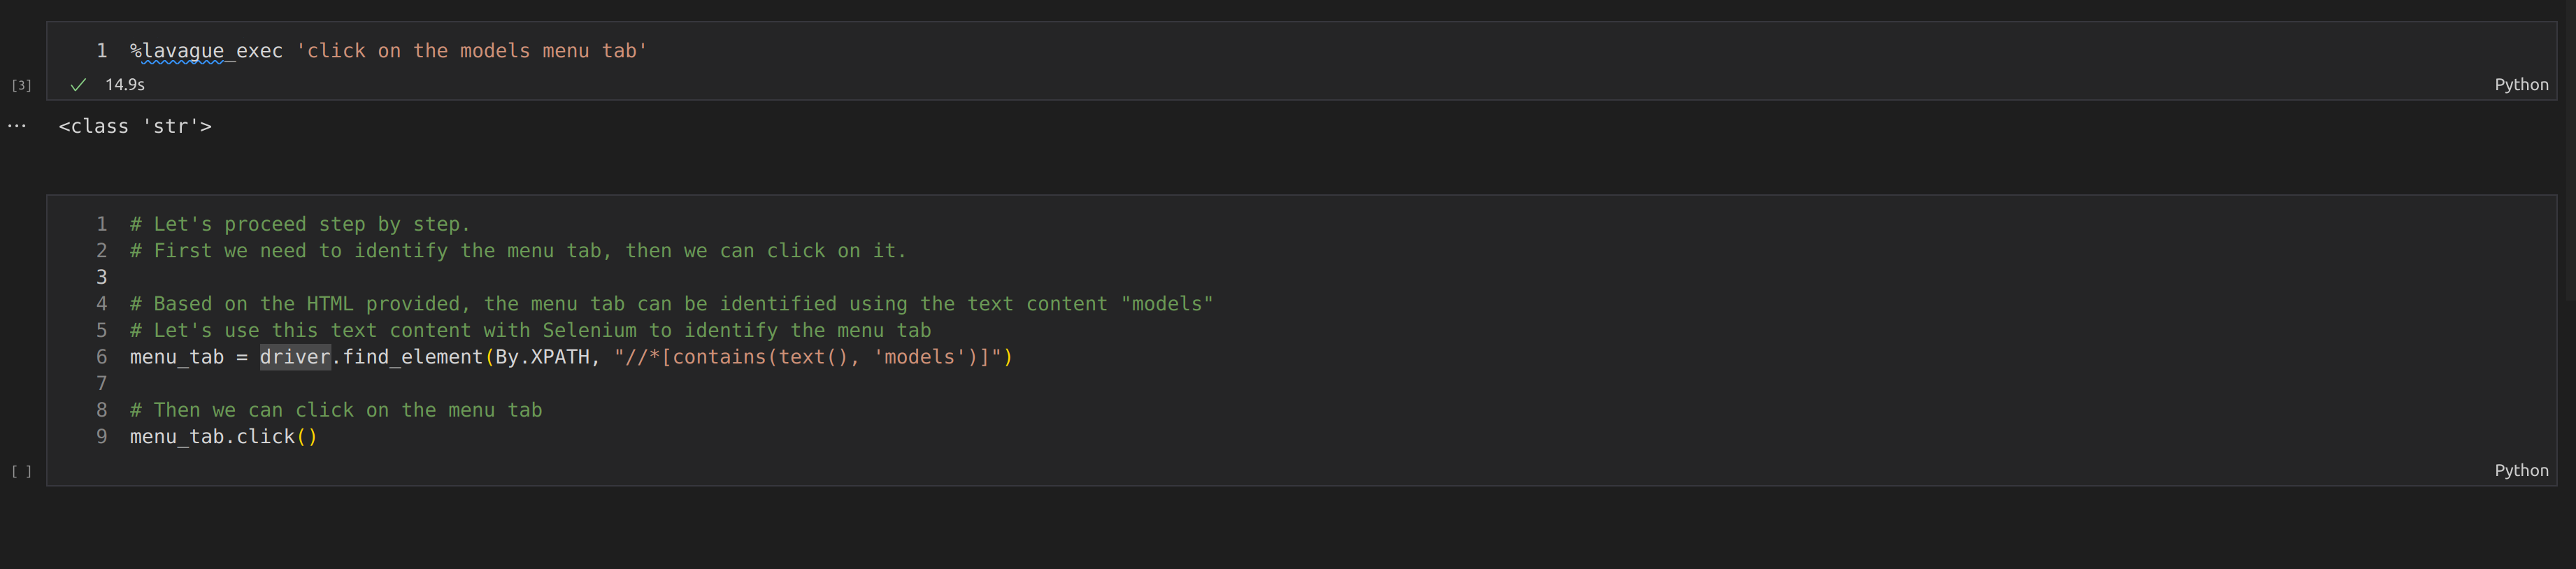 1 %lavague_exec 'click on the models menu tab'
[3] ✓ 14.9s Python
... <class 'str'>
1 # Let's proceed step by step.
2 # First we need to identify the menu tab, then we can click on it.
3
4 # Based on the HTML provided, the menu tab can be identified using the text content "models"
5 # Let's use this text content with Selenium to identify the menu tab
6 menu_tab = driver.find_element(By.XPATH, "//*[contains(text(), 'models')]")
7
8 # Then we can click on the menu tab
9 menu_tab.click()
[ ] Python